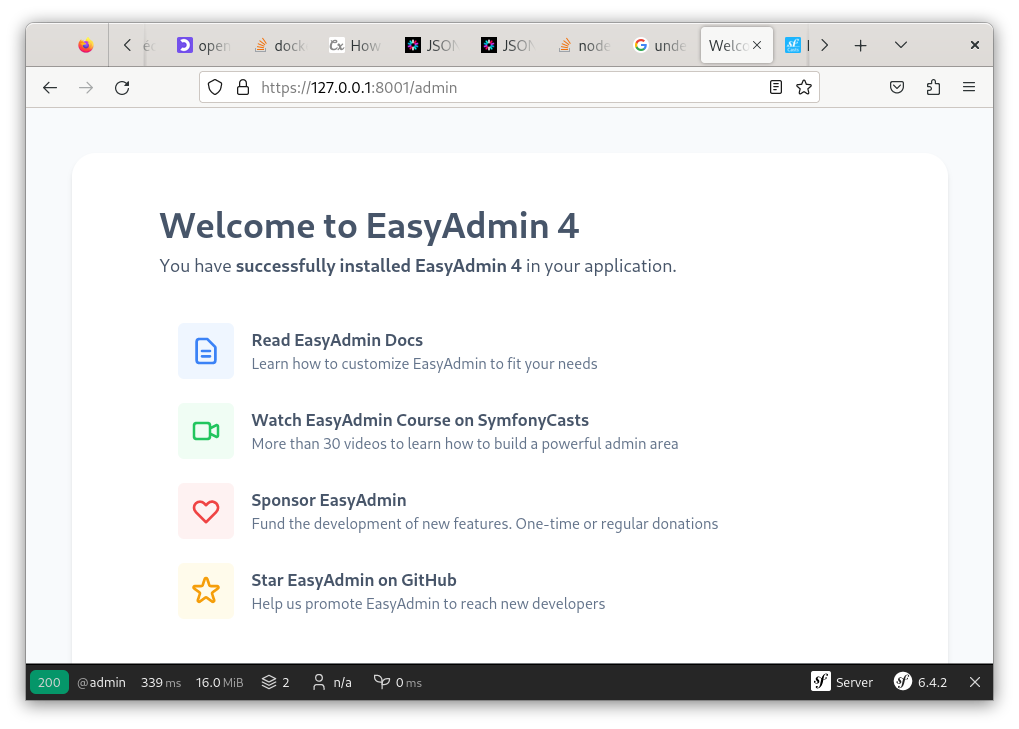 open
dock
How
JSON
JSON
node
unde
Welco
https://127.0.0.1:8001/admin
Welcome to EasyAdmin 4
You have successfully installed EasyAdmin 4 in your application.
Read EasyAdmin Docs
Learn how to customize EasyAdmin to fit your needs
Watch EasyAdmin Course on SymfonyCasts
More than 30 videos to learn how to build a powerful admin area
Sponsor EasyAdmin
Fund the development of new features. One-time or regular donations
Star EasyAdmin on GitHub
Help us promote EasyAdmin to reach new developers
200 @admin 339 ms 16.0 MiB 2 n/a 0 ms sf Server sf 6.4.2